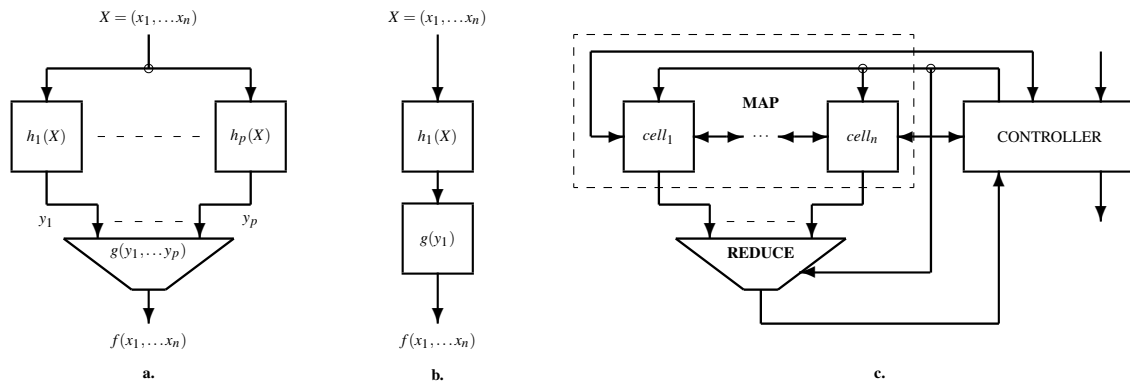 X = (x₁, … xₙ)
h₁(X)
hₚ(X)
y₁
yₚ
g(y₁, … yₚ)
f(x₁, … xₙ)
a.
X = (x₁, … xₙ)
h₁(X)
g(y₁)
f(x₁, … xₙ)
b.
MAP
cell₁
…
cellₙ
CONTROLLER
REDUCE
c.